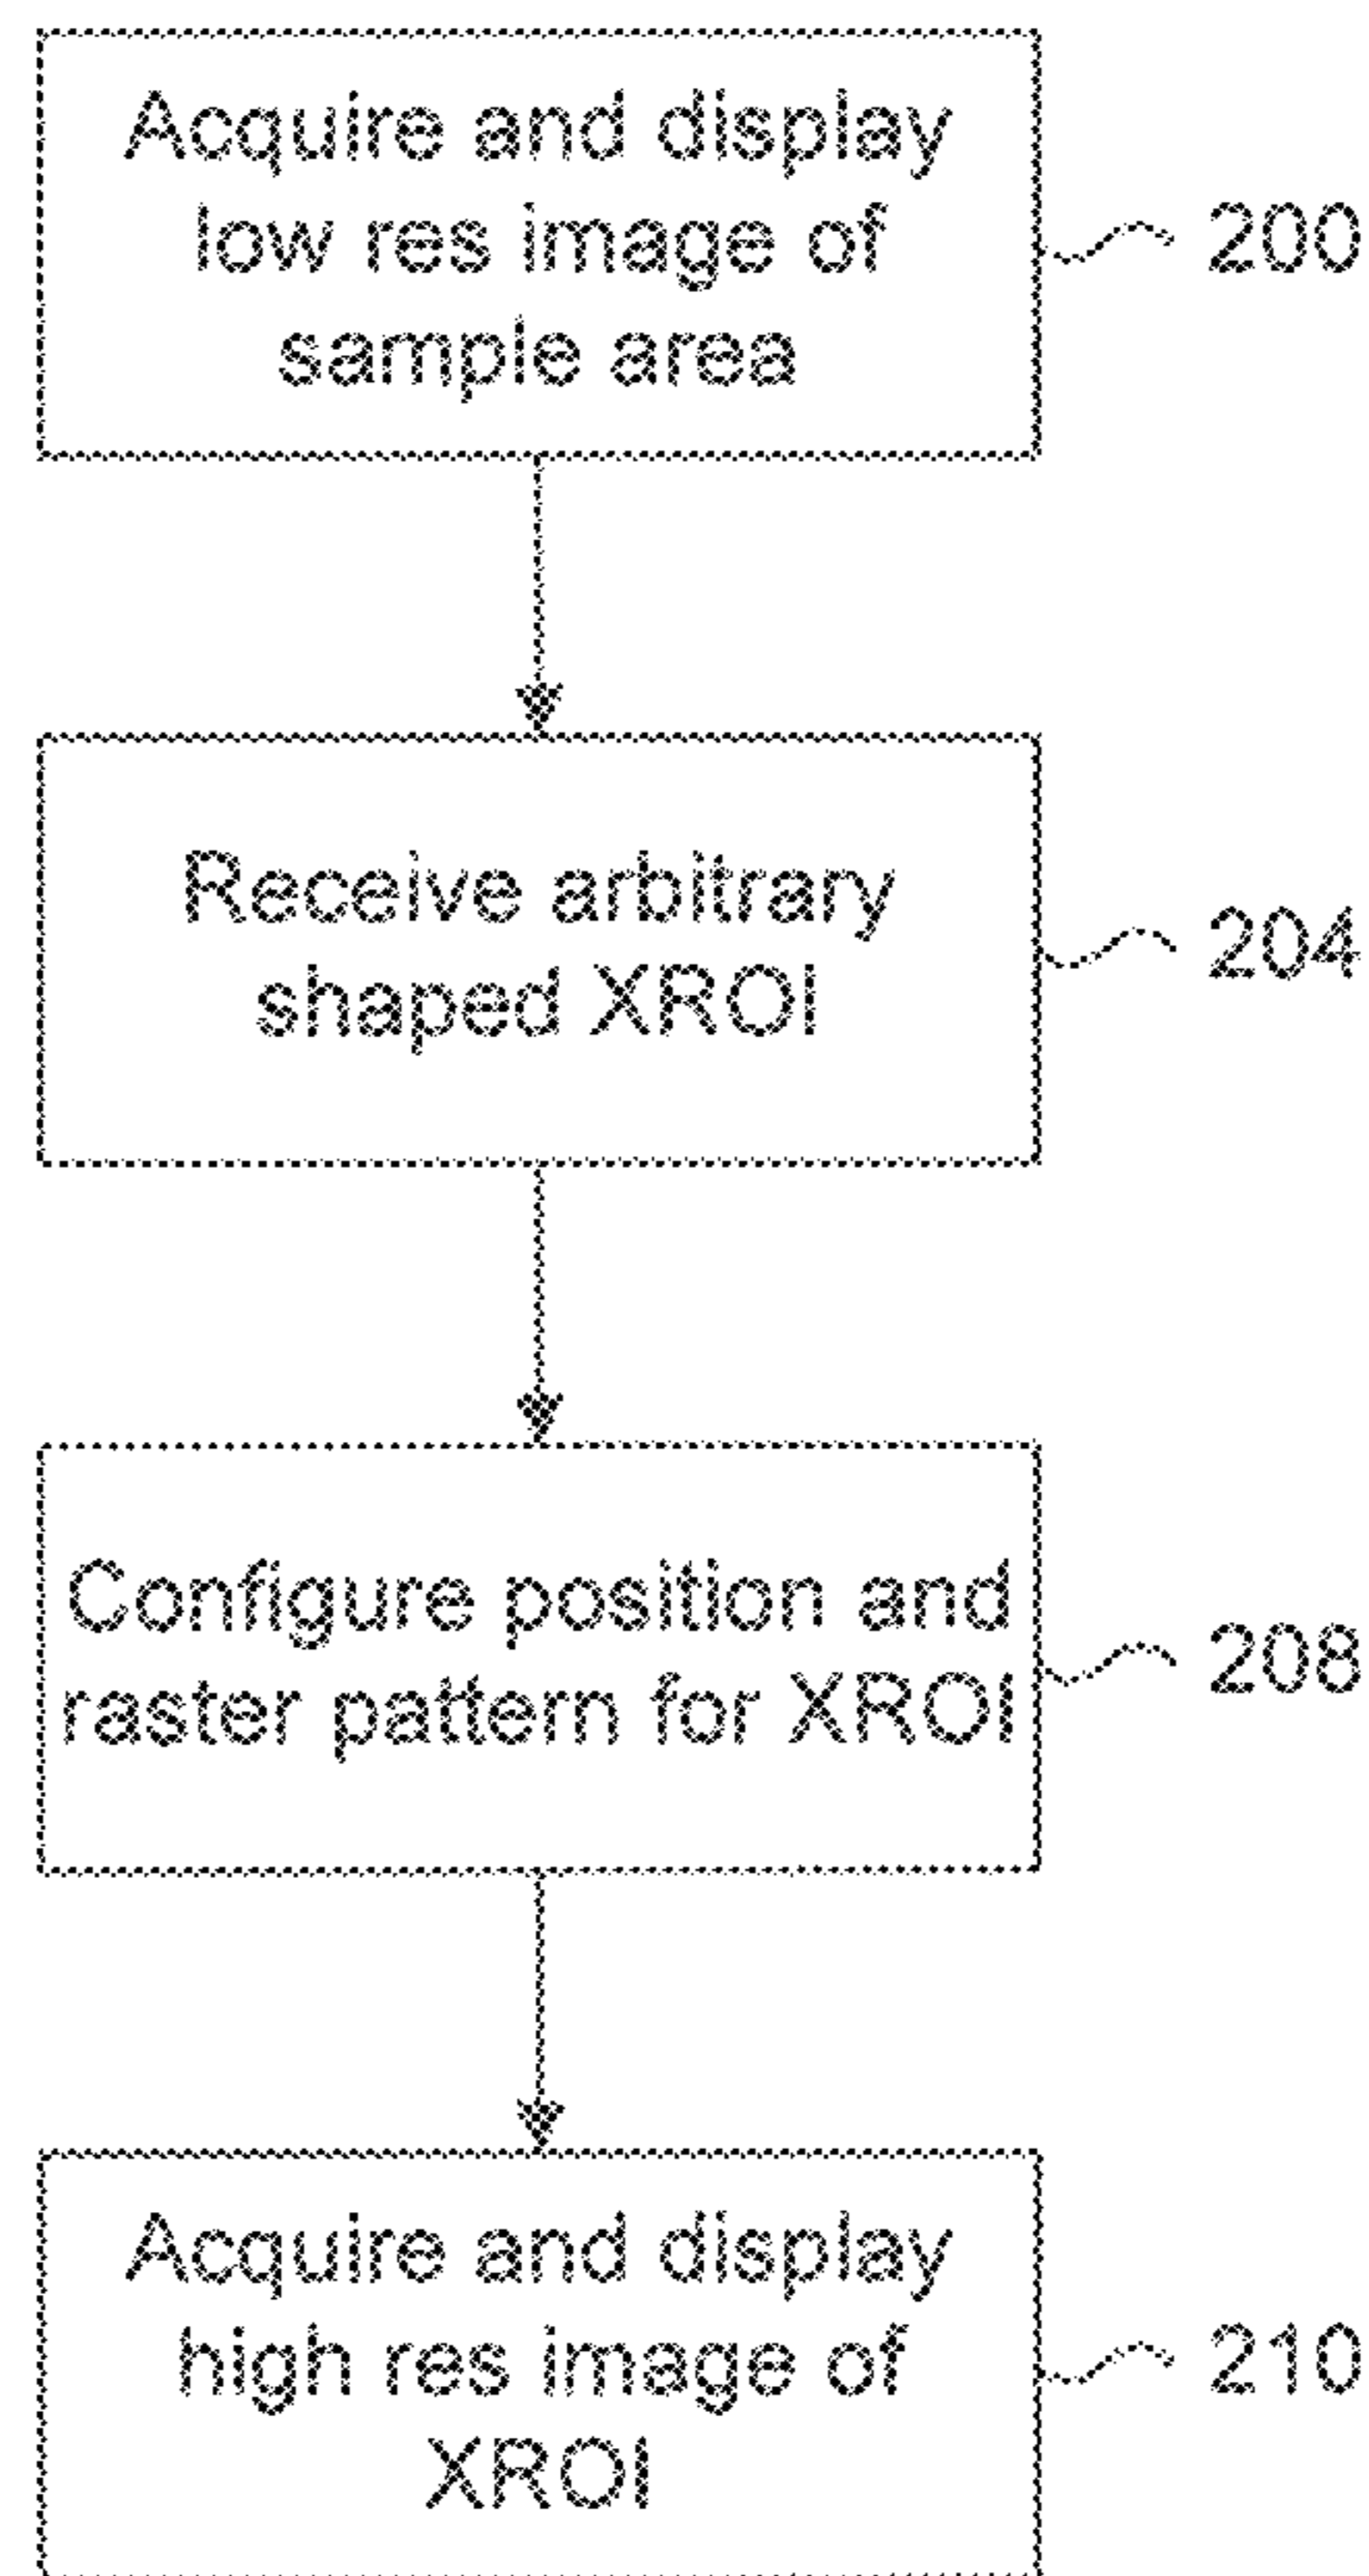 Acquire and display
low res image of
sample area
200
Receive arbitrary
shaped XROI
204
Configure position and
raster pattern for XROI
208
Acquire and display
high res image of
XROI
210